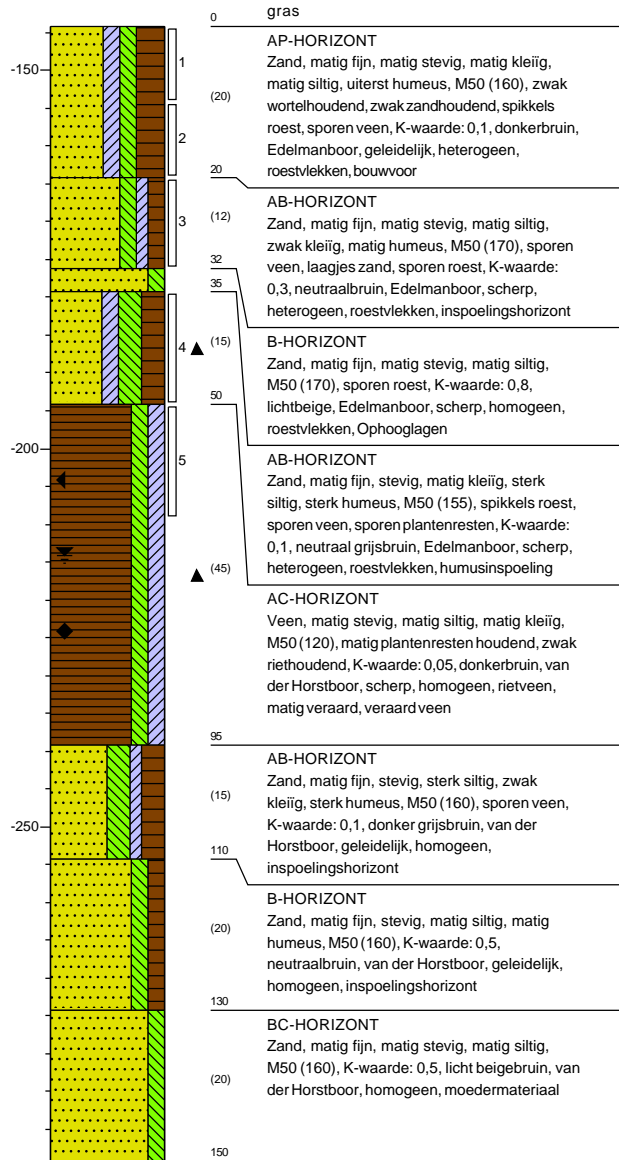 0 gras
AP-HORIZONT
Zand, matig fijn, matig stevig, matig kleiïg,
matig siltig, uiterst humeus, M50 (160), zwak
wortelhoudend, zwak zandhoudend, spikkels
roest, sporen veen, K-waarde: 0,1, donkerbruin,
Edelmanboor, geleidelijk, heterogeen,
roestvlekken, bouwvoor
-150
1
(20)
2
20
AB-HORIZONT
Zand, matig fijn, matig stevig, matig siltig,
zwak kleiïg, matig humeus, M50 (170), sporen
veen, laagjes zand, sporen roest, K-waarde:
0,3, neutraalbruin, Edelmanboor, scherp,
heterogeen, roestvlekken, inspoelingshorizont
3
(12)
32
B-HORIZONT
Zand, matig fijn, matig stevig, matig siltig,
M50 (170), sporen roest, K-waarde: 0,8,
lichtbeige, Edelmanboor, scherp, homogeen,
roestvlekken, Ophooglagen
35
4
(15)
50
AB-HORIZONT
Zand, matig fijn, stevig, matig kleiïg, sterk
siltig, sterk humeus, M50 (155), spikkels roest,
sporen veen, sporen plantenresten, K-waarde:
0,1, neutraal grijsbruin, Edelmanboor, scherp,
heterogeen, roestvlekken, humusinspoeling
-200
5
(45)
AC-HORIZONT
Veen, matig stevig, matig siltig, matig kleiïg,
M50 (120), matig plantenresten houdend, zwak
riethoudend, K-waarde: 0,05, donkerbruin, van
der Horstboor, scherp, homogeen, rietveen,
matig veraard, veraard veen
95
AB-HORIZONT
Zand, matig fijn, stevig, sterk siltig, zwak
kleiïg, sterk humeus, M50 (160), sporen veen,
K-waarde: 0,1, donker grijsbruin, van der
Horstboor, geleidelijk, homogeen,
inspoelingshorizont
(15)
-250
110
B-HORIZONT
Zand, matig fijn, stevig, matig siltig, matig
humeus, M50 (160), K-waarde: 0,5,
neutraalbruin, van der Horstboor, geleidelijk,
homogeen, inspoelingshorizont
(20)
130
BC-HORIZONT
Zand, matig fijn, matig stevig, matig siltig,
M50 (160), K-waarde: 0,5, licht beigebruin, van
der Horstboor, homogeen, moedermateriaal
(20)
150